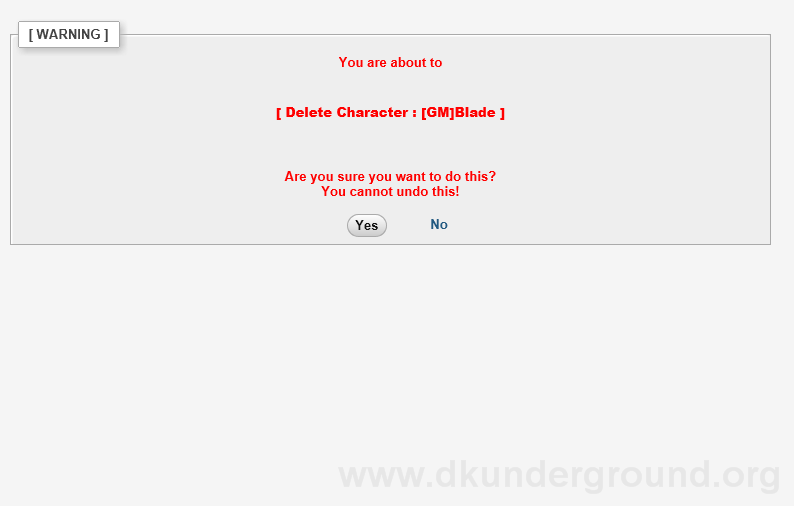 [ WARNING ]
You are about to
[ Delete Character : [GM]Blade ]
Are you sure you want to do this?
You cannot undo this!
Yes No
www.dkunderground.org